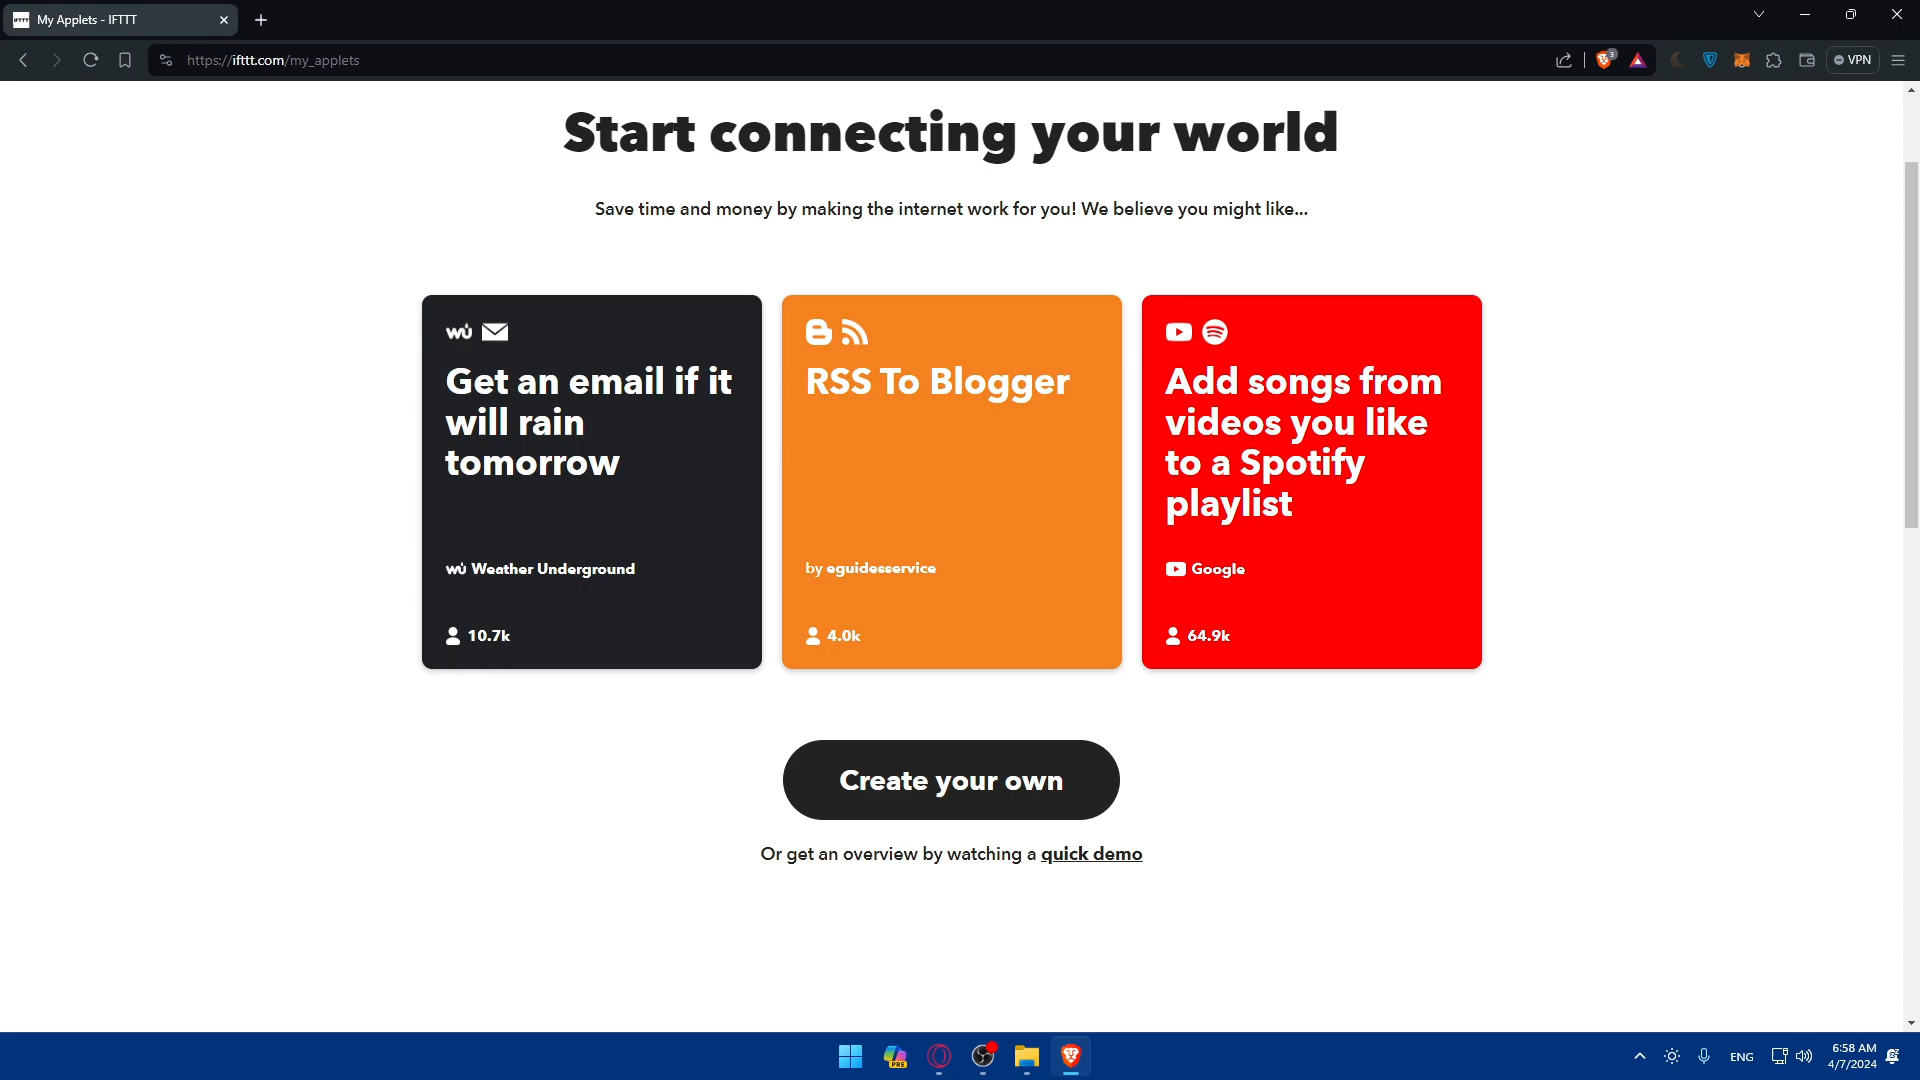 My Applets - IFTTT
https://ifttt.com/my_applets
3
VPN
Start connecting your world
Save time and money by making the internet work for you! We believe you might like...
Get an email if it
will rain
tomorrow
Weather Underground
10.7k
RSS To Blogger
by eguidesservice
4.0k
Add songs from
videos you like
to a Spotify
playlist
Google
64.9k
Create your own
Or get an overview by watching a quick demo
PRE
ENG
6:58 AM
4/7/2024